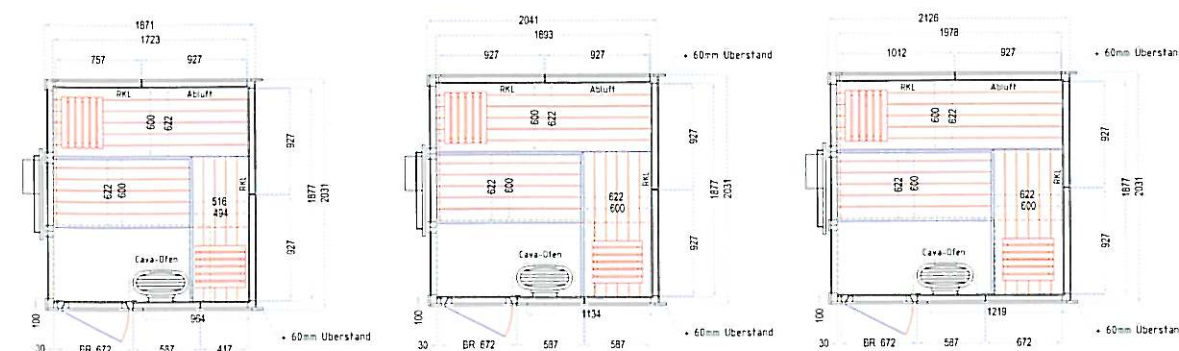 1871
1723
757 927
RKL Abluft
600
622
927
622
600
RKL
516
494
1877
2031
927
Cava-Ofen
100
964
+ 60mm Überstand
30 BR 672 587 417
2041
1893
927 927
+ 60mm Überstand
RKL Abluft
600
622
927
622
600
RKL
622
600
1877
2031
927
Cava-Ofen
100
1134
+ 60mm Überstand
30 BR 672 587 587
2126
1978
1012 927
+ 60mm Überstand
RKL Abluft
600
622
927
622
600
RKL
622
600
1877
2031
927
Cava-Ofen
100
1219
+ 60mm Überstand
30 BR 672 587 672